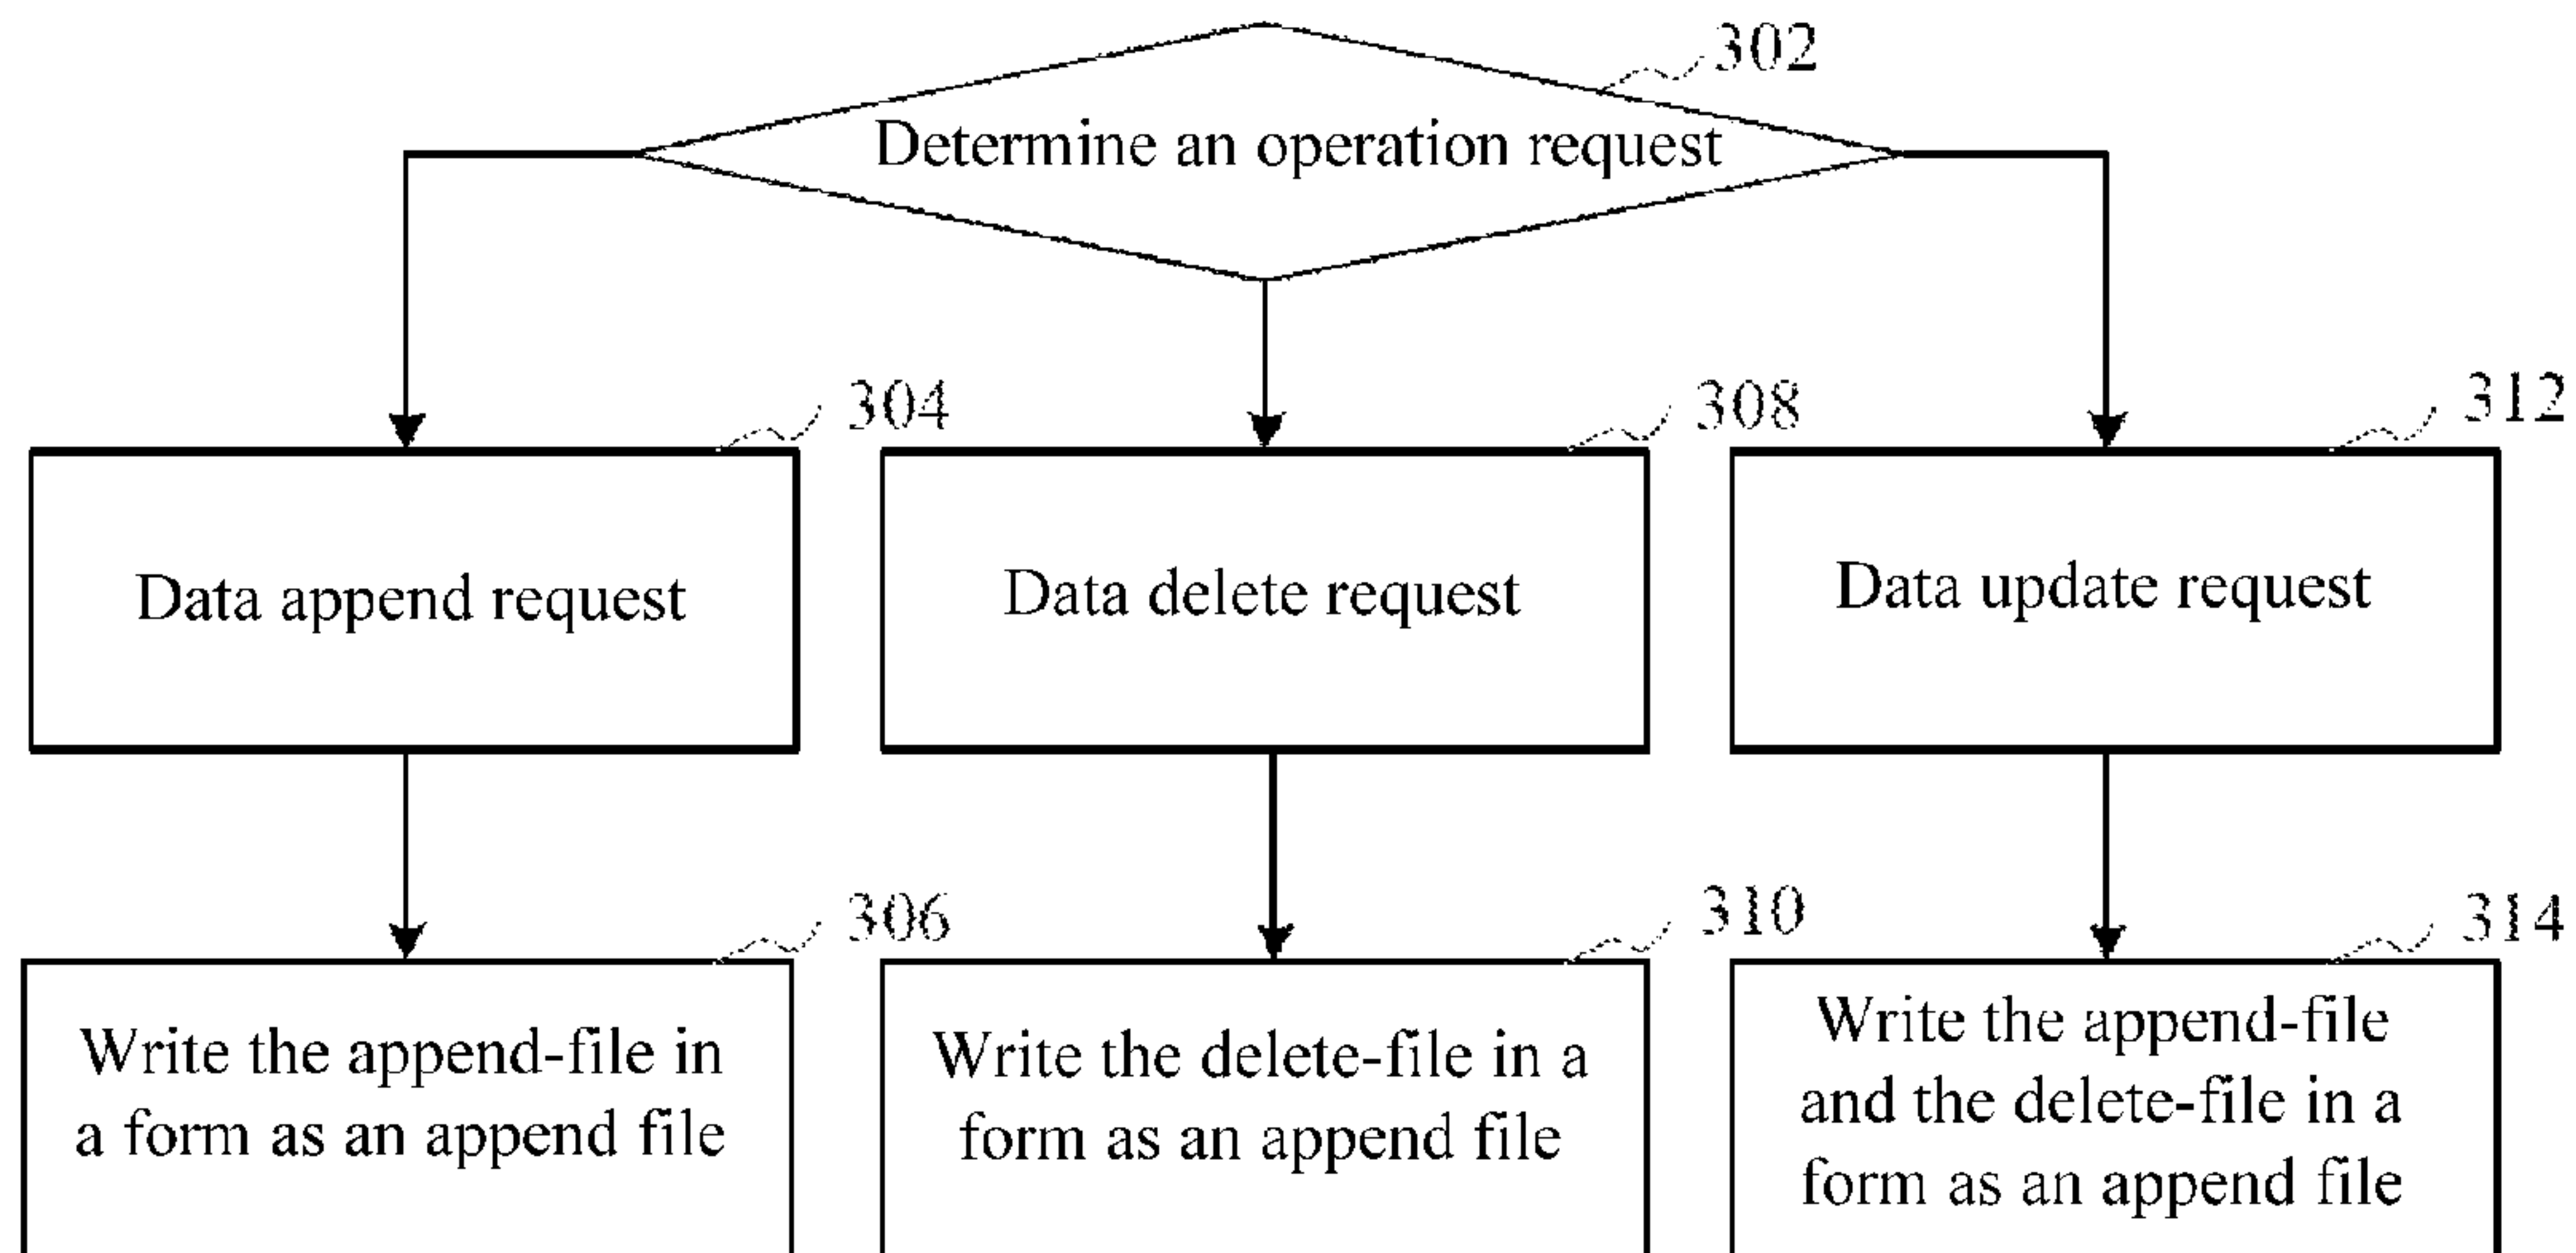 302
Determine an operation request
304
308
312
Data append request
Data delete request
Data update request
306
310
314
Write the append-file in
a form as an append file
Write the delete-file in a
form as an append file
Write the append-file
and the delete-file in a
form as an append file